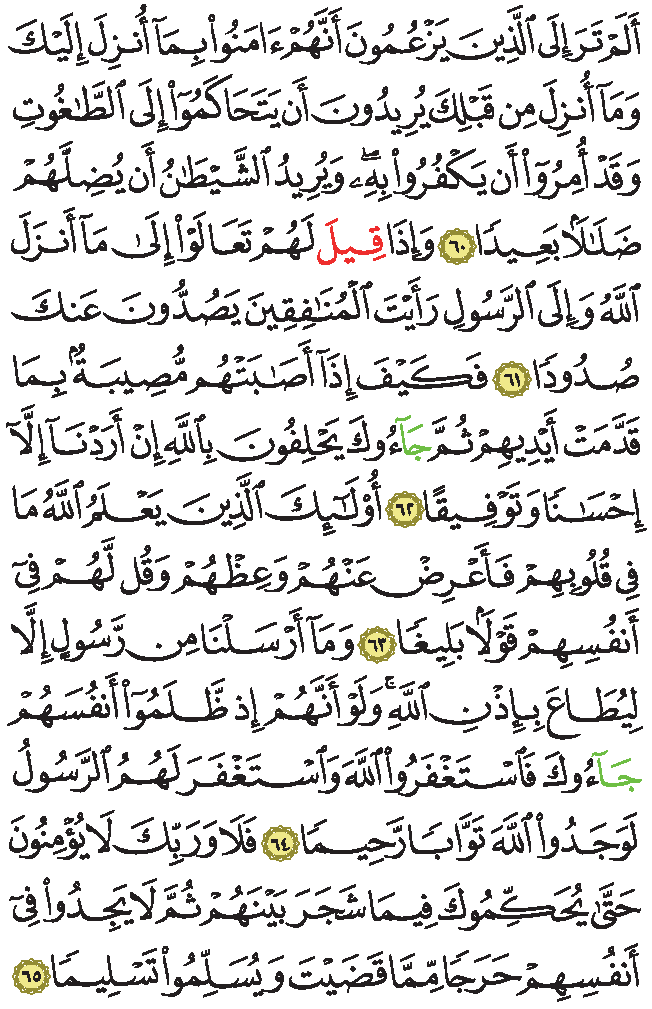 أَلَمْ تَرَ إِلَى ٱلَّذِينَ يَزْعُمُونَ أَنَّهُمْ ءَامَنُوا۟ بِمَآ أُنزِلَ إِلَيْكَ
وَمَآ أُنزِلَ مِن قَبْلِكَ يُرِيدُونَ أَن يَتَحَاكَمُوٓا۟ إِلَى ٱلطَّٰغُوتِ
وَقَدْ أُمِرُوٓا۟ أَن يَكْفُرُوا۟ بِهِۦۖ وَيُرِيدُ ٱلشَّيْطَٰنُ أَن يُضِلَّهُمْ
ضَلَٰلَۢا بَعِيدًا ٦٠ وَإِذَا قِيلَ لَهُمْ تَعَالَوْا۟ إِلَىٰ مَآ أَنزَلَ
ٱللَّهُ وَإِلَى ٱلرَّسُولِ رَأَيْتَ ٱلْمُنَٰفِقِينَ يَصُدُّونَ عَنكَ
صُدُودًا ٦١ فَكَيْفَ إِذَآ أَصَٰبَتْهُم مُّصِيبَةٌۢ بِمَا
قَدَّمَتْ أَيْدِيهِمْ ثُمَّ جَآءُوكَ يَحْلِفُونَ بِٱللَّهِ إِنْ أَرَدْنَآ إِلَّآ
إِحْسَٰنًا وَتَوْفِيقًا ٦٢ أُو۟لَٰٓئِكَ ٱلَّذِينَ يَعْلَمُ ٱللَّهُ مَا
فِى قُلُوبِهِمْ فَأَعْرِضْ عَنْهُمْ وَعِظْهُمْ وَقُل لَّهُمْ فِىٓ
أَنفُسِهِمْ قَوْلَۢا بَلِيغًا ٦٣ وَمَآ أَرْسَلْنَا مِن رَّسُولٍ إِلَّا
لِيُطَاعَ بِإِذْنِ ٱللَّهِۚ وَلَوْ أَنَّهُمْ إِذ ظَّلَمُوٓا۟ أَنفُسَهُمْ
جَآءُوكَ فَٱسْتَغْفَرُوا۟ ٱللَّهَ وَٱسْتَغْفَرَ لَهُمُ ٱلرَّسُولُ
لَوَجَدُوا۟ ٱللَّهَ تَوَّابًا رَّحِيمًا ٦٤ فَلَا وَرَبِّكَ لَا يُؤْمِنُونَ
حَتَّىٰ يُحَكِّمُوكَ فِيمَا شَجَرَ بَيْنَهُمْ ثُمَّ لَا يَجِدُوا۟ فِىٓ
أَنفُسِهِمْ حَرَجًا مِّمَّا قَضَيْتَ وَيُسَلِّمُوا۟ تَسْلِيمًا ٦٥